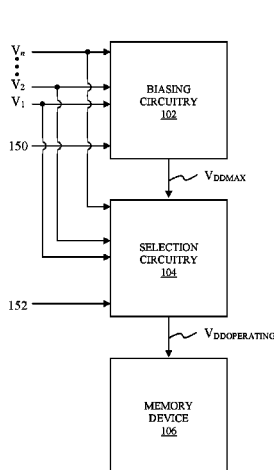 Vn
V2
V1
150
BIASING
CIRCUITRY
102
VDDMAX
SELECTION
CIRCUITRY
104
152
VDDOPERATING
MEMORY
DEVICE
106